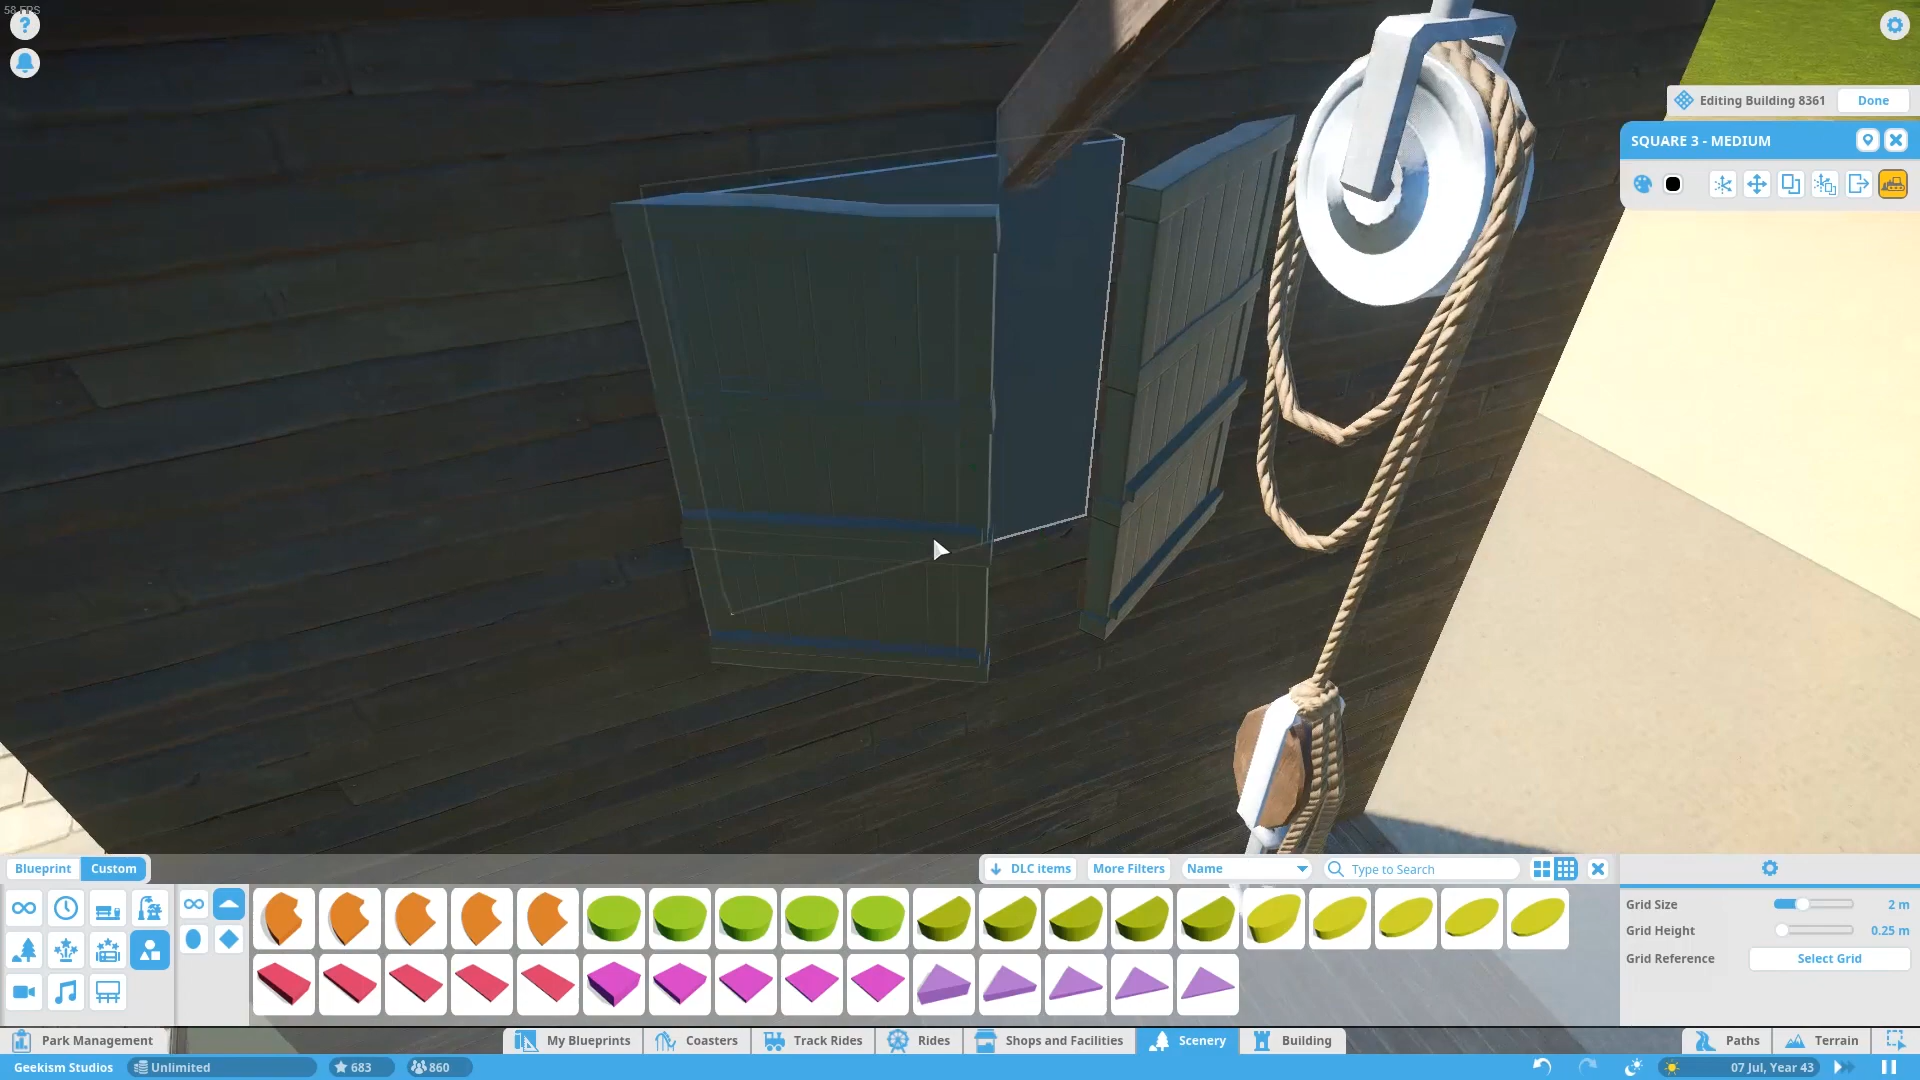 58 FPS
?
Editing Building 8361
Done
SQUARE 3 - MEDIUM
Blueprint
Custom
DLC items
More Filters
Name
Type to Search
Grid Size
2 m
Grid Height
0.25 m
Grid Reference
Select Grid
Park Management
My Blueprints
Coasters
Track Rides
Rides
Shops and Facilities
Scenery
Building
Paths
Terrain
Geekism Studios
Unlimited
683
860
07 Jul, Year 43